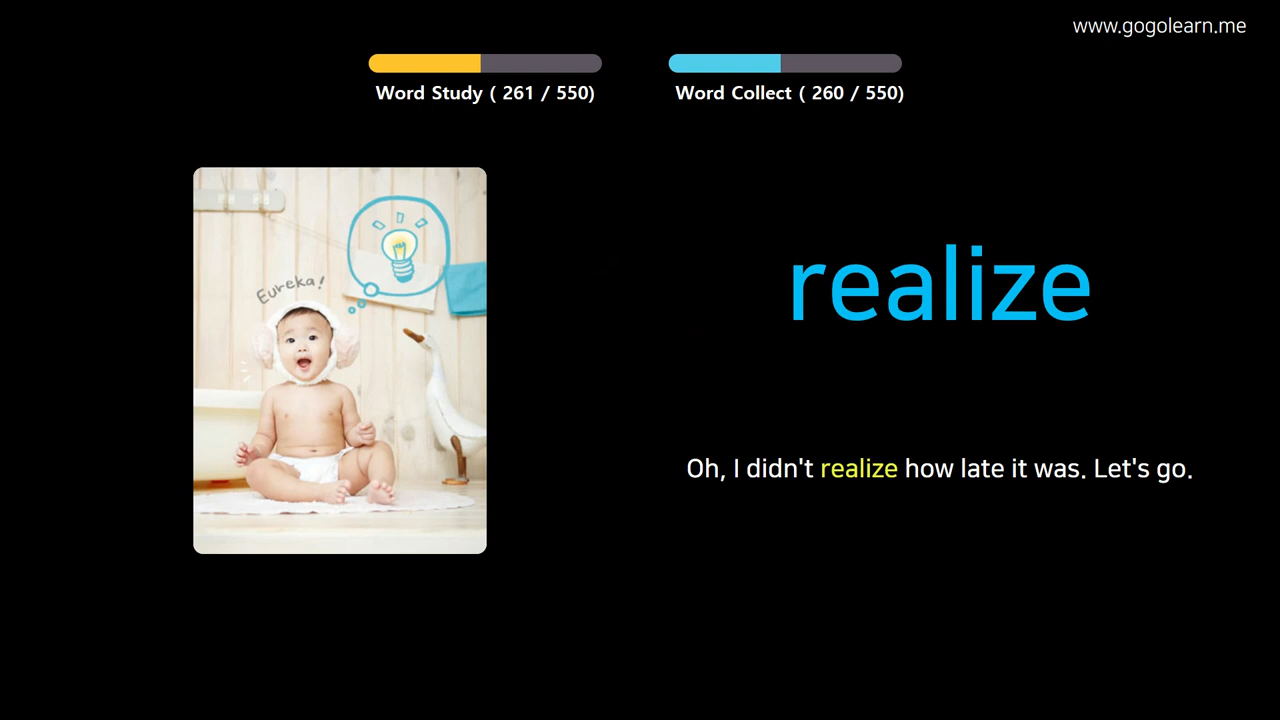 www.gogolearn.me
Word Study ( 261 / 550)
Word Collect ( 260 / 550)
Eureka!
realize
Oh, I didn't realize how late it was. Let's go.